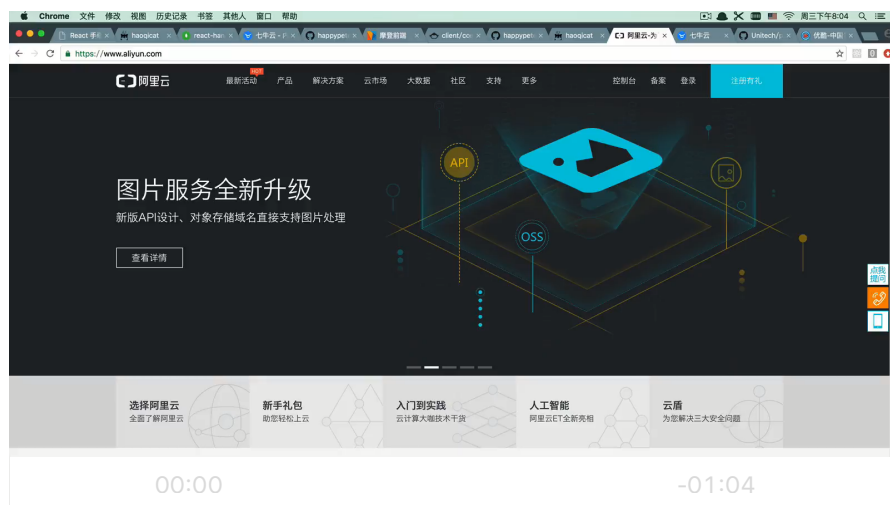 Chrome 文件 修改 视图 历史记录 书签 其他人 窗口 帮助 周三下午8:04
React 手 haoqicat react-han 七牛云 - 户 happypet 摩登前端 client/co happypet haoqicat 阿里云-为 七牛云 Unitech/ 优酷-中国
https://www.aliyun.com
阿里云 最新活动 HOT 产品 解决方案 云市场 大数据 社区 支持 更多 控制台 备案 登录 注册有礼
API
图片服务全新升级
新版API设计、对象存储域名直接支持图片处理
OSS
查看详情
点我
提问
选择阿里云 新手礼包 入门到实践 人工智能 云盾
全面了解阿里云 助您轻松上云 云计算大咖技术干货 阿里云ET全新亮相 为您解决三大安全问题
00:00 -01:04